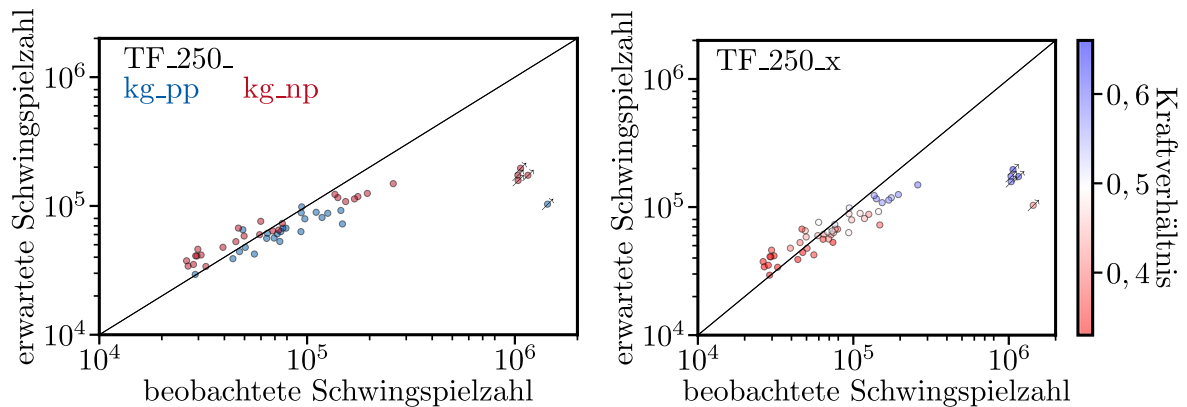 erwartete Schwingspielzahl
10^6
10^5
10^4
TF_250_
kg_pp kg_np
10^4 10^5 10^6
beobachtete Schwingspielzahl
erwartete Schwingspielzahl
10^6
10^5
10^4
TF_250_x
10^4 10^5 10^6
beobachtete Schwingspielzahl
0,6
0,5
0,4
Kraftverhältnis